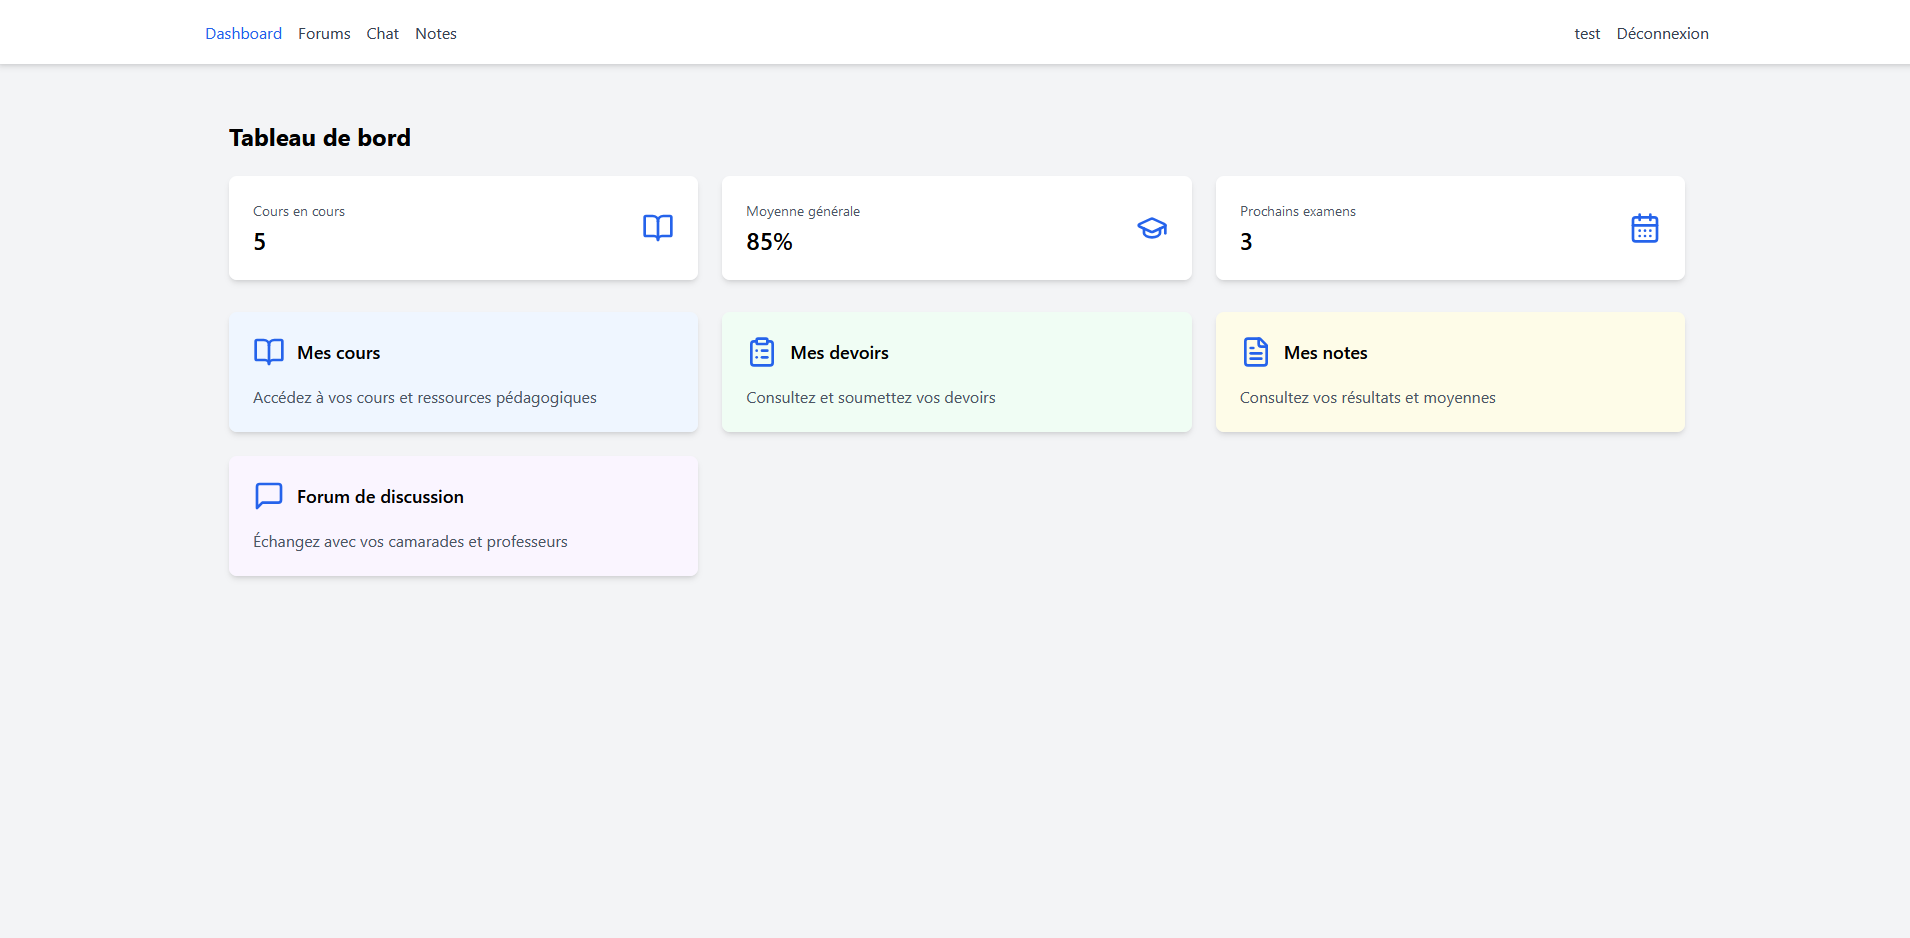 Dashboard Forums Chat Notes test Déconnexion
Tableau de bord
Cours en cours
5
Moyenne générale
85%
Prochains examens
3
Mes cours
Accédez à vos cours et ressources pédagogiques
Mes devoirs
Consultez et soumettez vos devoirs
Mes notes
Consultez vos résultats et moyennes
Forum de discussion
Échangez avec vos camarades et professeurs